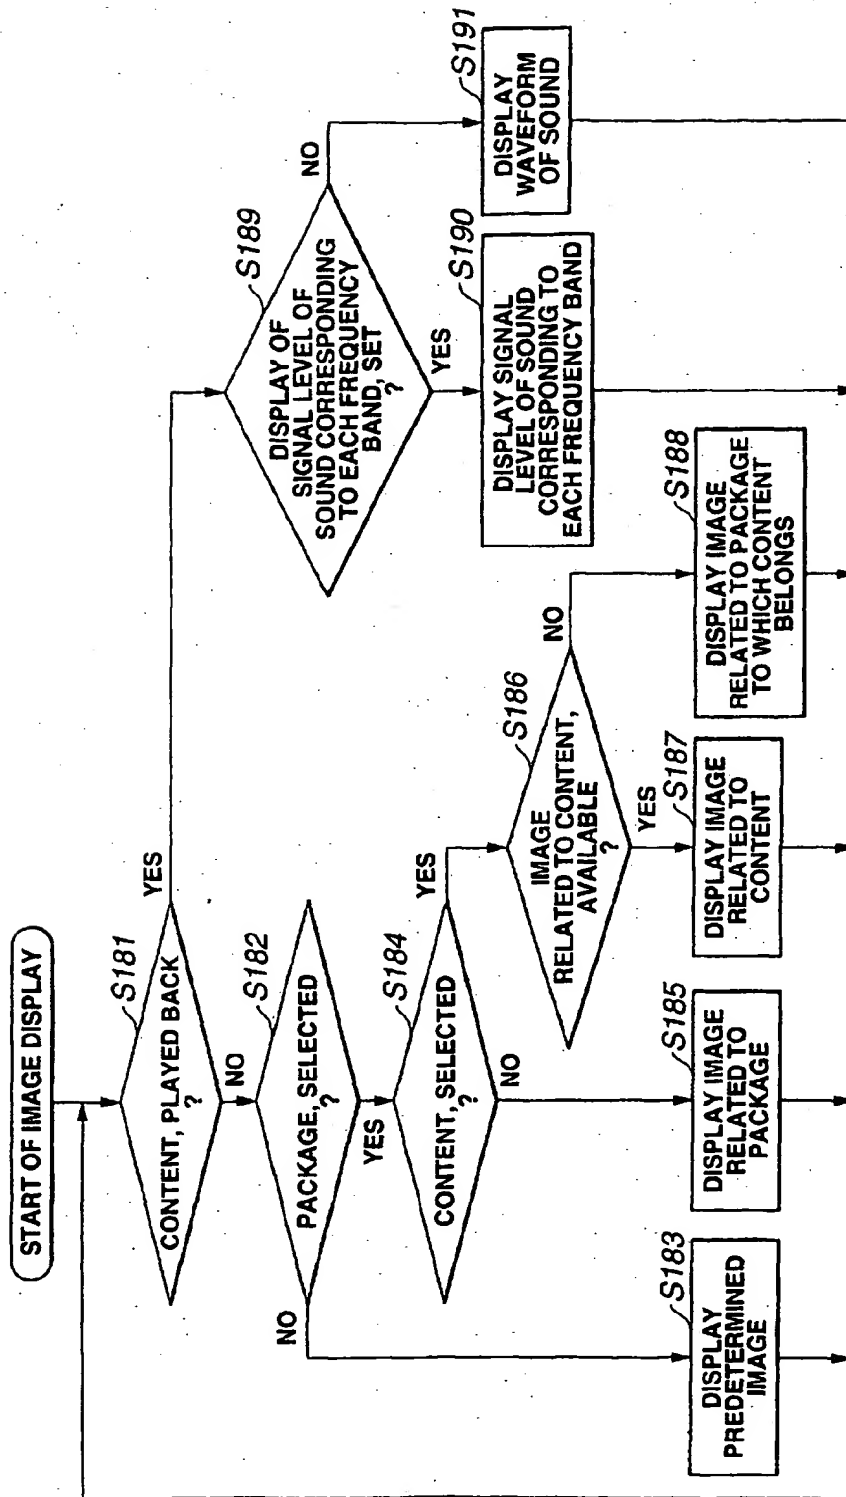 START OF IMAGE DISPLAY
S181
CONTENT, PLAYED BACK
?
YES
NO
S182
PACKAGE, SELECTED
?
NO
YES
S184
CONTENT, SELECTED
?
YES
NO
S186
IMAGE
RELATED TO CONTENT,
AVAILABLE
?
NO
YES
S189
DISPLAY OF
SIGNAL LEVEL OF
SOUND CORRESPONDING
TO EACH FREQUENCY
BAND, SET
?
NO
YES
S183
DISPLAY
PREDETERMINED
IMAGE
S185
DISPLAY IMAGE
RELATED TO
PACKAGE
S187
DISPLAY IMAGE
RELATED TO
CONTENT
S188
DISPLAY IMAGE
RELATED TO PACKAGE
TO WHICH CONTENT
BELONGS
S190
DISPLAY SIGNAL
LEVEL OF SOUND
CORRESPONDING TO
EACH FREQUENCY BAND
S191
DISPLAY
WAVEFORM
OF SOUND